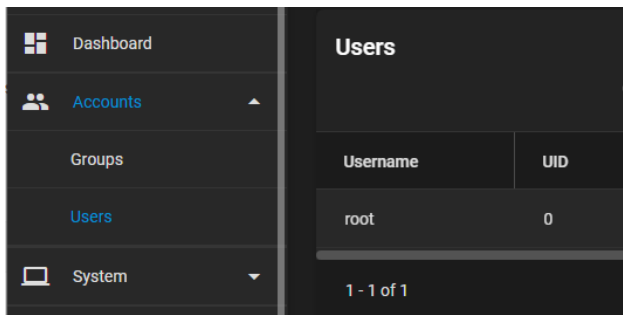 Dashboard
Accounts
Groups
Users
System
Users
Username UID
root 0
1 - 1 of 1